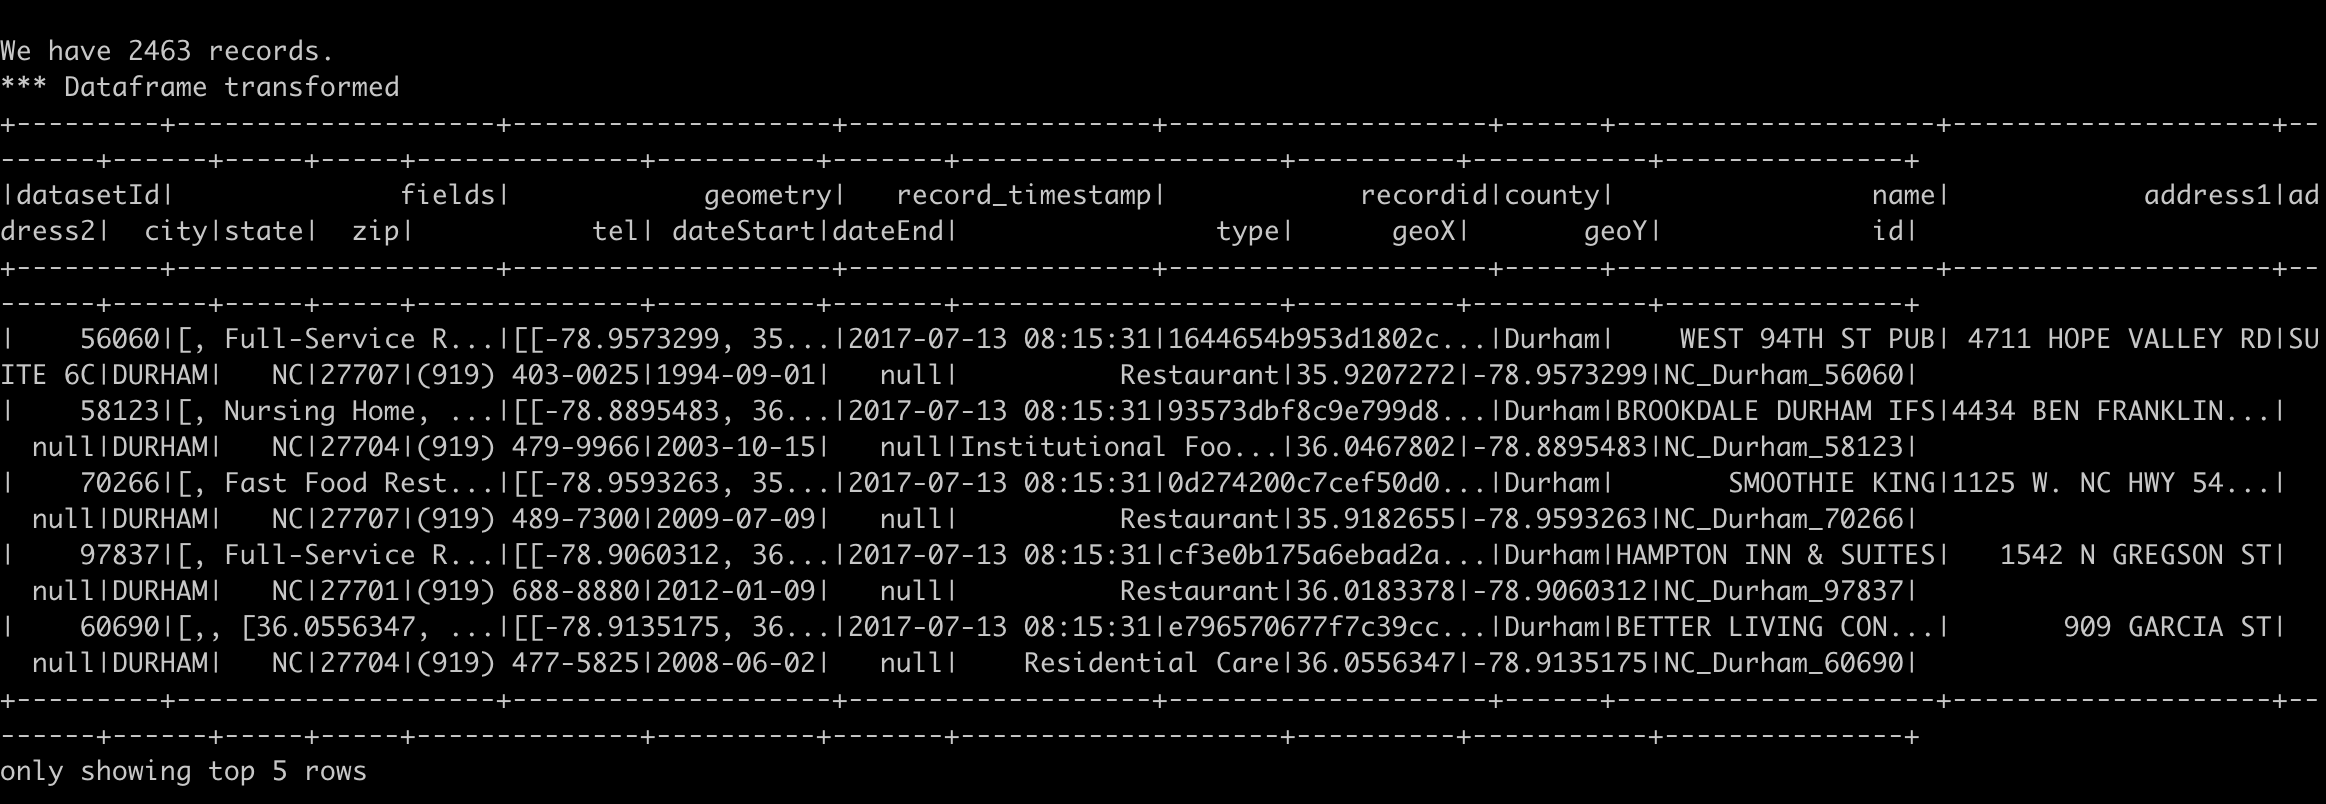 We have 2463 records.
*** Dataframe transformed
+---------+--------------------+--------------------+-------------------+--------------------+------+--------------------+--------------------+--
------+------+-----+-----+--------------+----------+-------+--------------------+----------+-----------+---------------+
|datasetId|              fields|            geometry|   record_timestamp|            recordid|county|                name|            address1|ad
dress2|  city|state|  zip|           tel| dateStart|dateEnd|                type|      geoX|       geoY|             id|
+---------+--------------------+--------------------+-------------------+--------------------+------+--------------------+--------------------+--
------+------+-----+-----+--------------+----------+-------+--------------------+----------+-----------+---------------+
|    56060|[, Full-Service R...|[[-78.9573299, 35...|2017-07-13 08:15:31|1644654b953d1802c...|Durham|    WEST 94TH ST PUB| 4711 HOPE VALLEY RD|SU
ITE 6C|DURHAM|   NC|27707|(919) 403-0025|1994-09-01|   null|          Restaurant|35.9207272|-78.9573299|NC_Durham_56060|
|    58123|[, Nursing Home, ...|[[-78.8895483, 36...|2017-07-13 08:15:31|93573dbf8c9e799d8...|Durham|BROOKDALE DURHAM IFS|4434 BEN FRANKLIN...|
  null|DURHAM|   NC|27704|(919) 479-9966|2003-10-15|   null|Institutional Foo...|36.0467802|-78.8895483|NC_Durham_58123|
|    70266|[, Fast Food Rest...|[[-78.9593263, 35...|2017-07-13 08:15:31|0d274200c7cef50d0...|Durham|       SMOOTHIE KING|1125 W. NC HWY 54...|
  null|DURHAM|   NC|27707|(919) 489-7300|2009-07-09|   null|          Restaurant|35.9182655|-78.9593263|NC_Durham_70266|
|    97837|[, Full-Service R...|[[-78.9060312, 36...|2017-07-13 08:15:31|cf3e0b175a6ebad2a...|Durham|HAMPTON INN & SUITES|   1542 N GREGSON ST|
  null|DURHAM|   NC|27701|(919) 688-8880|2012-01-09|   null|          Restaurant|36.0183378|-78.9060312|NC_Durham_97837|
|    60690|[,, [36.0556347, ...|[[-78.9135175, 36...|2017-07-13 08:15:31|e796570677f7c39cc...|Durham|BETTER LIVING CON...|       909 GARCIA ST|
  null|DURHAM|   NC|27704|(919) 477-5825|2008-06-02|   null|    Residential Care|36.0556347|-78.9135175|NC_Durham_60690|
+---------+--------------------+--------------------+-------------------+--------------------+------+--------------------+--------------------+--
------+------+-----+-----+--------------+----------+-------+--------------------+----------+-----------+---------------+
only showing top 5 rows